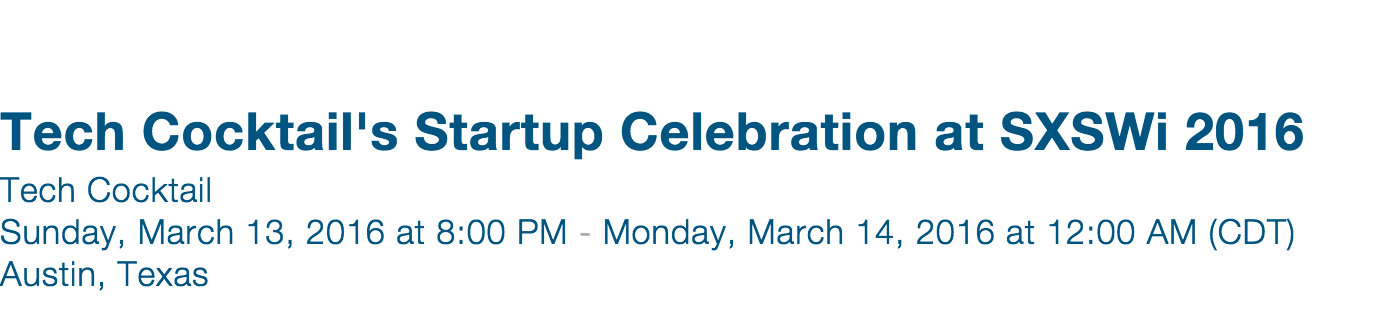 Tech Cocktail's Startup Celebration at SXSWi 2016
Tech Cocktail
Sunday, March 13, 2016 at 8:00 PM - Monday, March 14, 2016 at 12:00 AM (CDT)
Austin, Texas